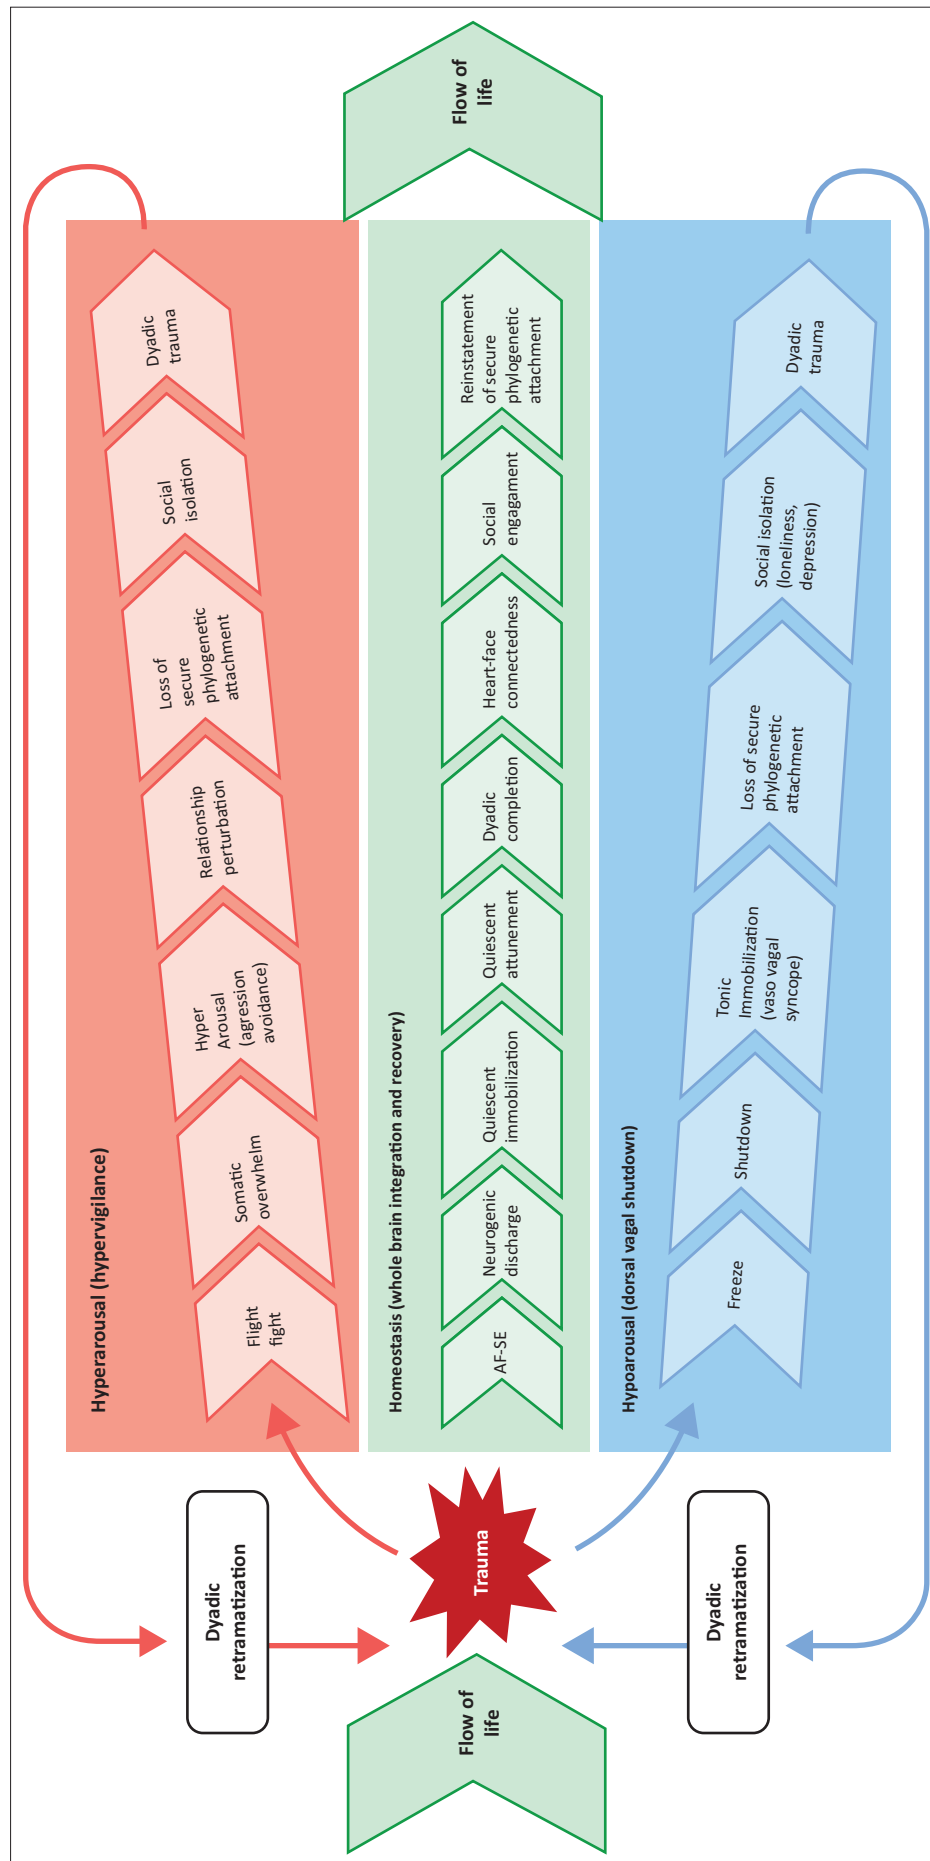 Flow of
life
Dyadic
retramatization
Trauma
Dyadic
retramatization
Hyperarousal (hypervigilance)
Flight
fight
Somatic
overwhelm
Hyper
Arousal
(agression
avoidance)
Relationship
perturbation
Loss of
secure
phylogenetic
attachment
Social
isolation
Dyadic
trauma
Homeostasis (whole brain integration and recovery)
AF-SE
Neurogenic
discharge
Quiescent
immobilization
Quiescent
attunement
Dyadic
completion
Heart-face
connectedness
Social
engagament
Reinstatement
of secure
phylogenetic
attachment
Hypoarousal (dorsal vagal shutdown)
Freeze
Shutdown
Tonic
Immobilization
(vaso vagal
syncope)
Loss of secure
phylogenetic
attachment
Social isolation
(loneliness,
depression)
Dyadic
trauma
Flow of
life